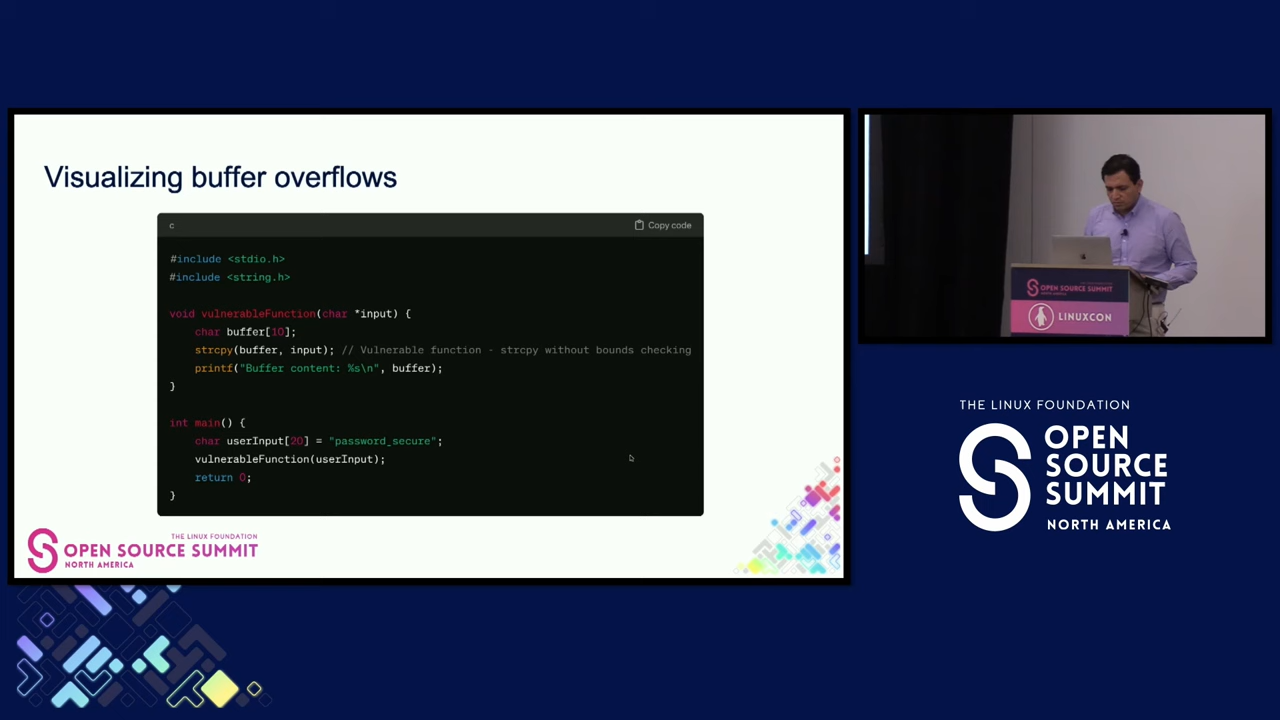 Visualizing buffer overflows
c
Copy code
#include <stdio.h>
#include <string.h>
void vulnerableFunction(char *input) {
char buffer[10];
strcpy(buffer, input); // Vulnerable function - strcpy without bounds checking
printf("Buffer content: %s\n", buffer);
}
int main() {
char userInput[20] = "password_secure";
vulnerableFunction(userInput);
return 0;
}
THE LINUX FOUNDATION
OPEN SOURCE SUMMIT
NORTH AMERICA
OPEN SOURCE SUMMIT
LINUXCON
THE LINUX FOUNDATION
OPEN
SOURCE
SUMMIT
NORTH AMERICA